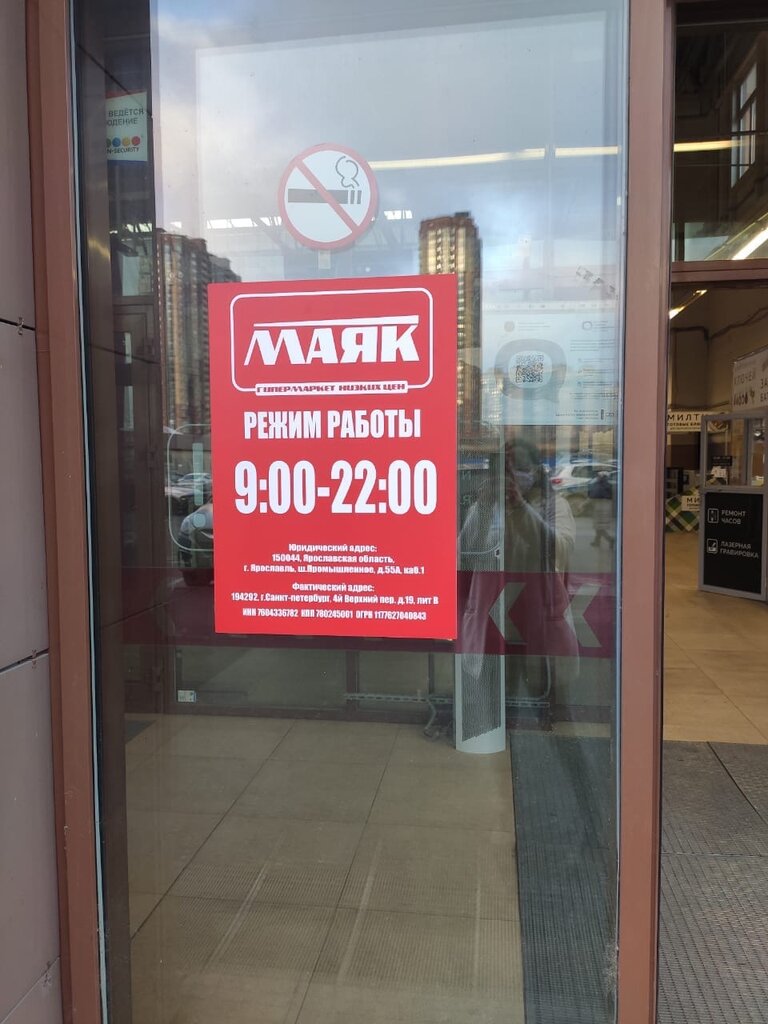 ВЕДЁТСЯ
МАЯК
ГИПЕРМАРКЕТ НИЗКИХ ЦЕН
РЕЖИМ РАБОТЫ
9:00-22:00
Юридический адрес:
150044, Ярославская область,
г. Ярославль, ш.Промышленное, д.55А, каб.1
Фактический адрес:
194292, г.Санкт-петербург, 4й Верхний пер. д.19, лит В
ИНН 7604336782 КПП 780245001 ОГРН 1177627040843
РЕМОНТ
ЧАСОВ
ЛАЗЕРНАЯ
ГРАВИРОВКА